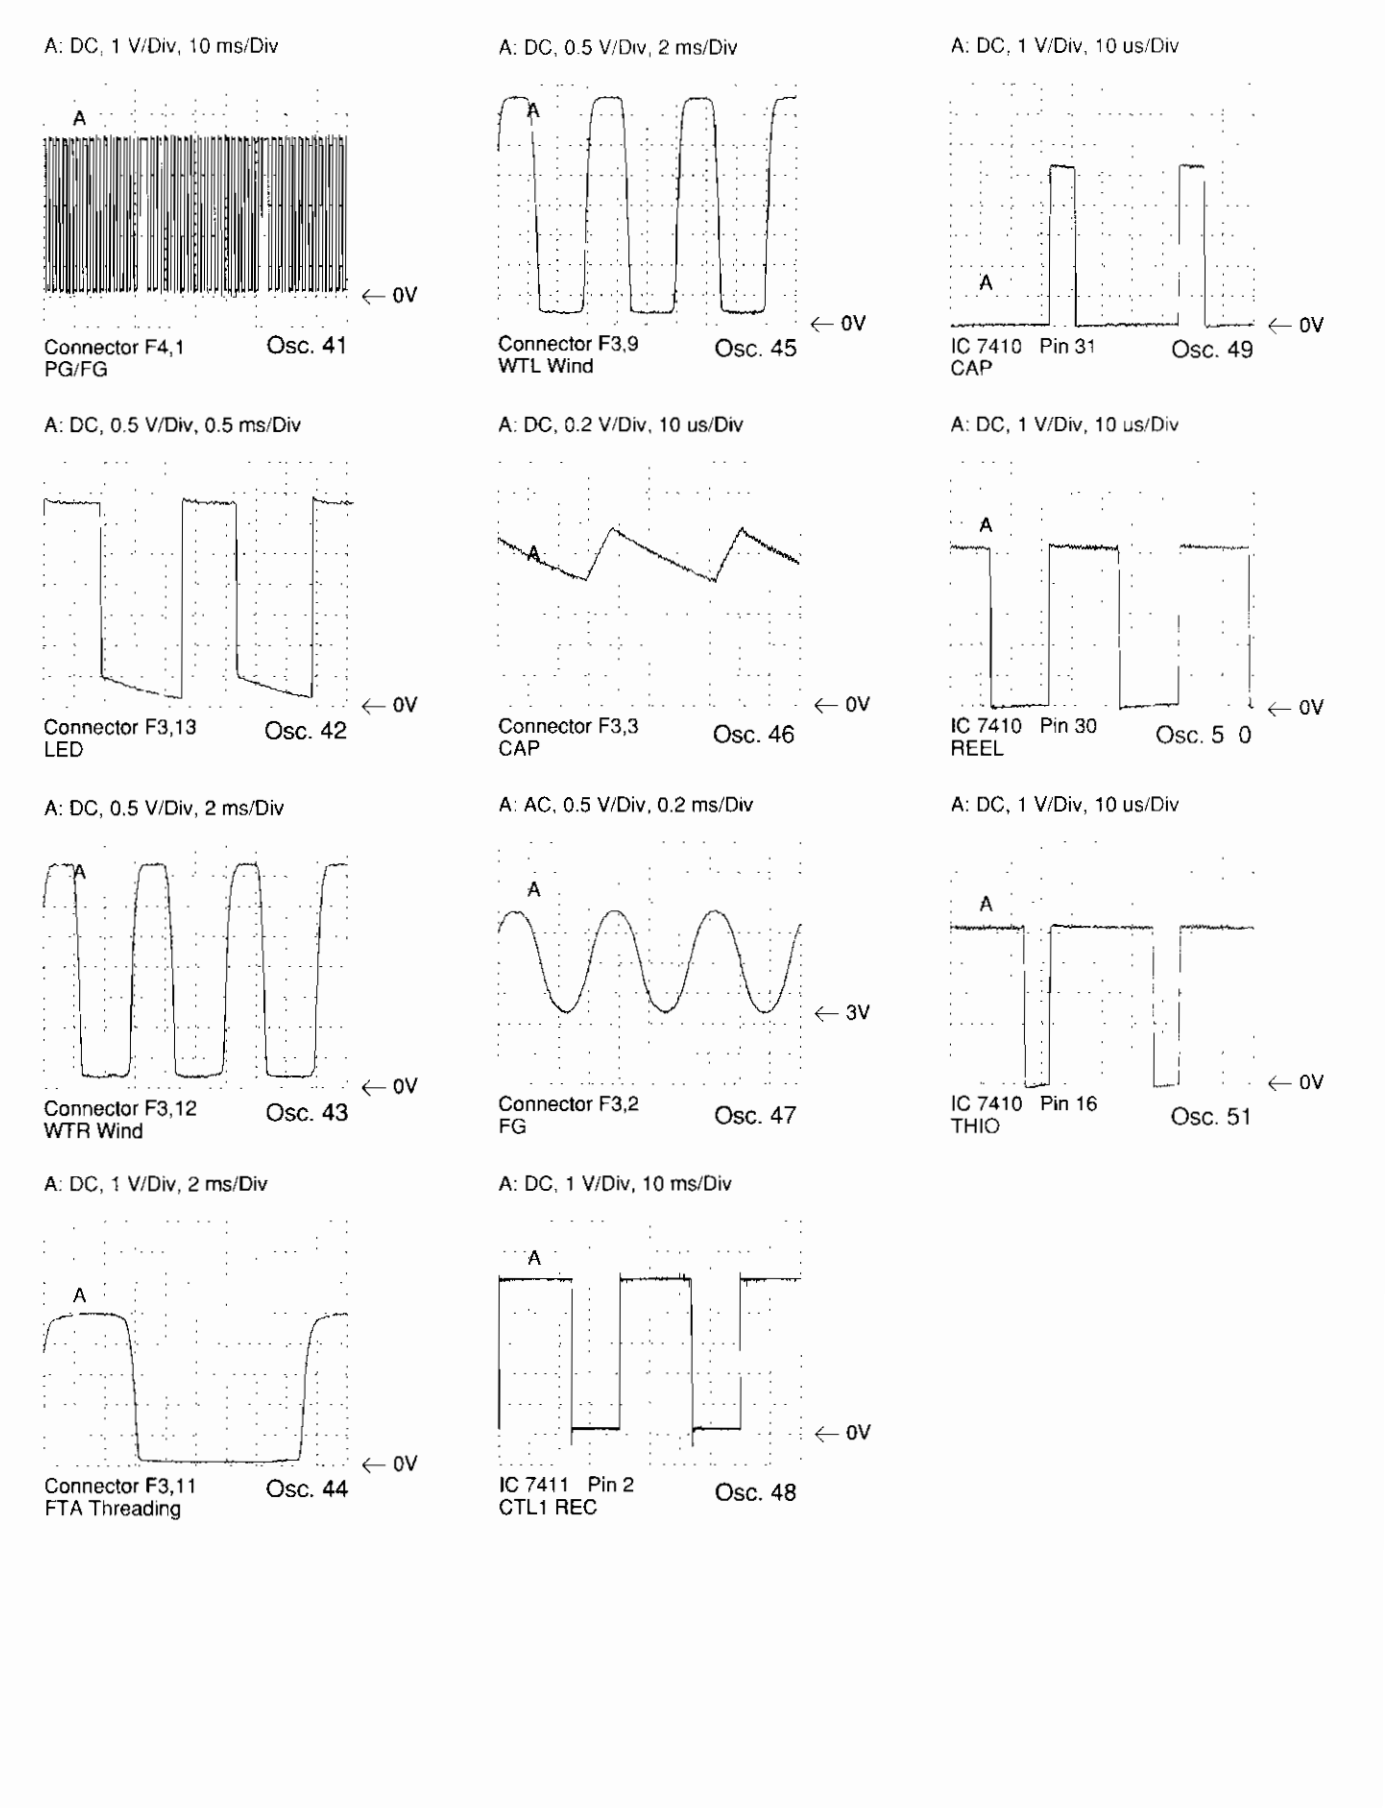 A: DC, 1 V/Div, 10 ms/Div
A
← 0V
Connector F4,1 Osc. 41
PG/FG
A: DC, 0.5 V/Div, 0.5 ms/Div
← 0V
Connector F3,13 Osc. 42
LED
A: DC, 0.5 V/Div, 2 ms/Div
A
← 0V
Connector F3,12 Osc. 43
WTR Wind
A: DC, 1 V/Div, 2 ms/Div
A
← 0V
Connector F3,11 Osc. 44
FTA Threading
A: DC, 0.5 V/Div, 2 ms/Div
A
← 0V
Connector F3,9 Osc. 45
WTL Wind
A: DC, 0.2 V/Div, 10 us/Div
A
← 0V
Connector F3,3 Osc. 46
CAP
A: AC, 0.5 V/Div, 0.2 ms/Div
A
← 3V
Connector F3,2 Osc. 47
FG
A: DC, 1 V/Div, 10 ms/Div
A
← 0V
IC 7411 Pin 2 Osc. 48
CTL1 REC
A: DC, 1 V/Div, 10 us/Div
A
← 0V
IC 7410 Pin 31 Osc. 49
CAP
A: DC, 1 V/Div, 10 us/Div
A
← 0V
IC 7410 Pin 30 Osc. 5 0
REEL
A: DC, 1 V/Div, 10 us/Div
A
← 0V
IC 7410 Pin 16 Osc. 51
THIO